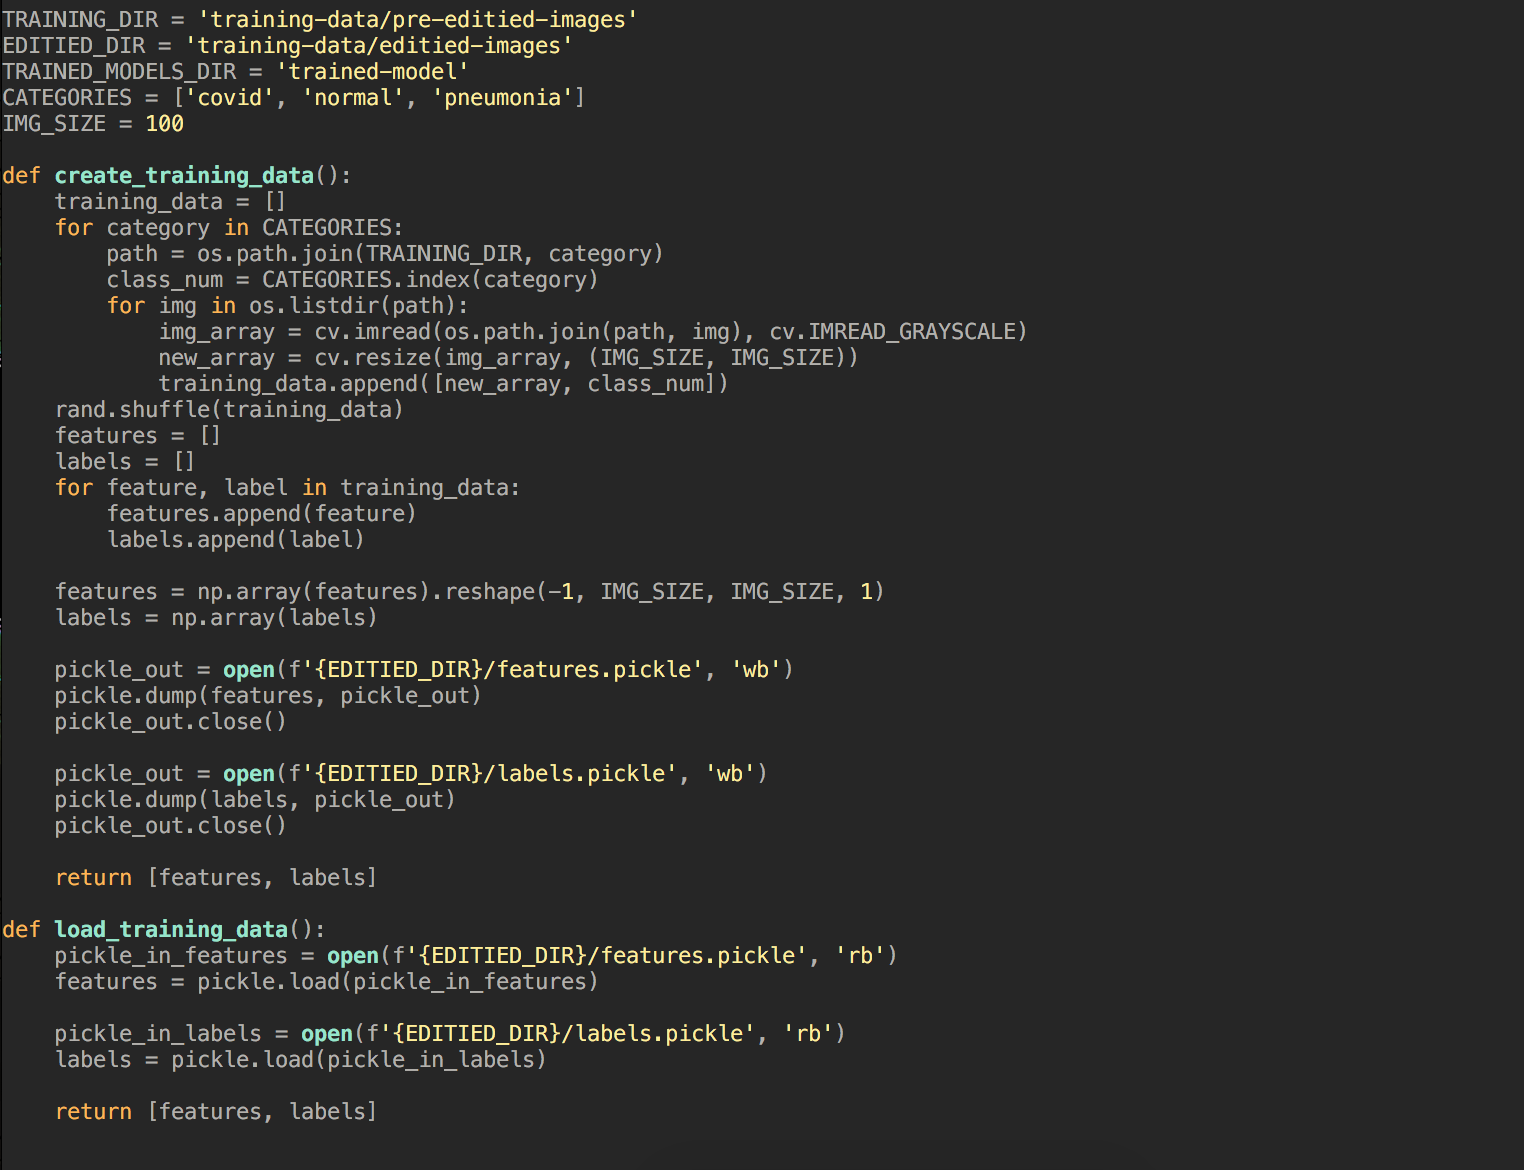 TRAINING_DIR = 'training-data/pre-editied-images'
EDITIED_DIR = 'training-data/editied-images'
TRAINED_MODELS_DIR = 'trained-model'
CATEGORIES = ['covid', 'normal', 'pneumonia']
IMG_SIZE = 100

def create_training_data():
    training_data = []
    for category in CATEGORIES:
        path = os.path.join(TRAINING_DIR, category)
        class_num = CATEGORIES.index(category)
        for img in os.listdir(path):
            img_array = cv.imread(os.path.join(path, img), cv.IMREAD_GRAYSCALE)
            new_array = cv.resize(img_array, (IMG_SIZE, IMG_SIZE))
            training_data.append([new_array, class_num])
    rand.shuffle(training_data)
    features = []
    labels = []
    for feature, label in training_data:
        features.append(feature)
        labels.append(label)

    features = np.array(features).reshape(-1, IMG_SIZE, IMG_SIZE, 1)
    labels = np.array(labels)

    pickle_out = open(f'{EDITIED_DIR}/features.pickle', 'wb')
    pickle.dump(features, pickle_out)
    pickle_out.close()

    pickle_out = open(f'{EDITIED_DIR}/labels.pickle', 'wb')
    pickle.dump(labels, pickle_out)
    pickle_out.close()

    return [features, labels]

def load_training_data():
    pickle_in_features = open(f'{EDITIED_DIR}/features.pickle', 'rb')
    features = pickle.load(pickle_in_features)

    pickle_in_labels = open(f'{EDITIED_DIR}/labels.pickle', 'rb')
    labels = pickle.load(pickle_in_labels)

    return [features, labels]